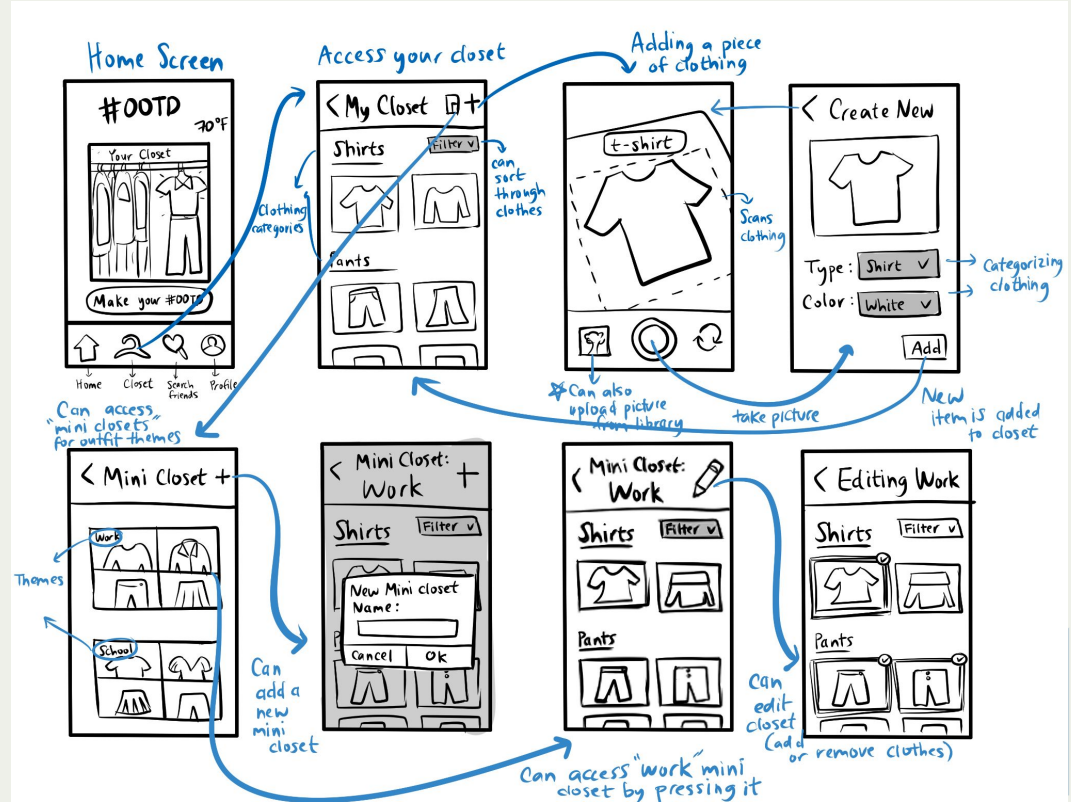 Home Screen
#OOTD
70°F
Your Closet
Make your #OOTD
Home
Closet
Search
friends
Profile
Access your closet
< My Closet +
Shirts
Filter v
can
sort
through
clothes
Clothing
categories
Pants
Adding a piece
of clothing
t-shirt
Scans
clothing
Can also
upload picture
from library
take picture
< Create New
Type: Shirt v
Color: White v
Categorizing
clothing
Add
New
item is added
to closet
Can access
"mini closets"
for outfit themes
< Mini Closet +
Work
Themes
School
Can
add a
new
mini
closet
< Mini Closet:
Work +
Shirts
Filter v
New Mini closet
Name:
Cancel
Ok
< Mini Closet:
Work
Shirts
Filter v
Pants
Can access "work" mini
closet by pressing it
< Editing Work
Shirts
Filter v
Pants
Can
edit
closet
(add
or remove clothes)